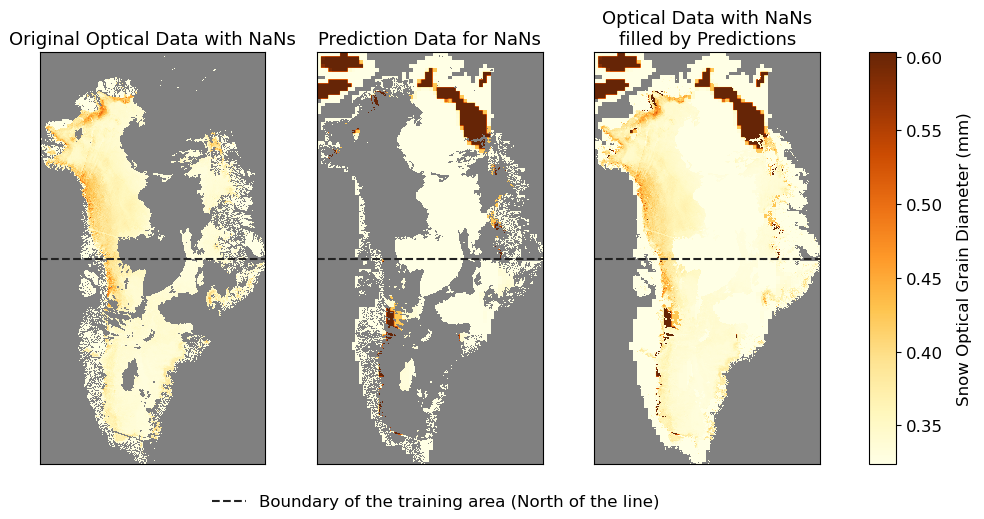 Original Optical Data with NaNs
Prediction Data for NaNs
Optical Data with NaNs
filled by Predictions
0.60
0.55
0.50
0.45
0.40
0.35
Snow Optical Grain Diameter (mm)
Boundary of the training area (North of the line)